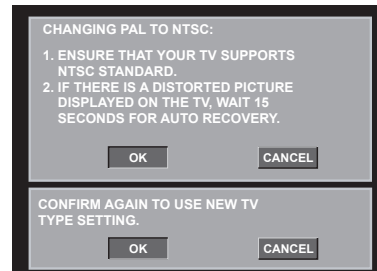 CHANGING PAL TO NTSC:
1. ENSURE THAT YOUR TV SUPPORTS
NTSC STANDARD.
2. IF THERE IS A DISTORTED PICTURE
DISPLAYED ON THE TV, WAIT 15
SECONDS FOR AUTO RECOVERY.
OK CANCEL
CONFIRM AGAIN TO USE NEW TV
TYPE SETTING.
OK CANCEL